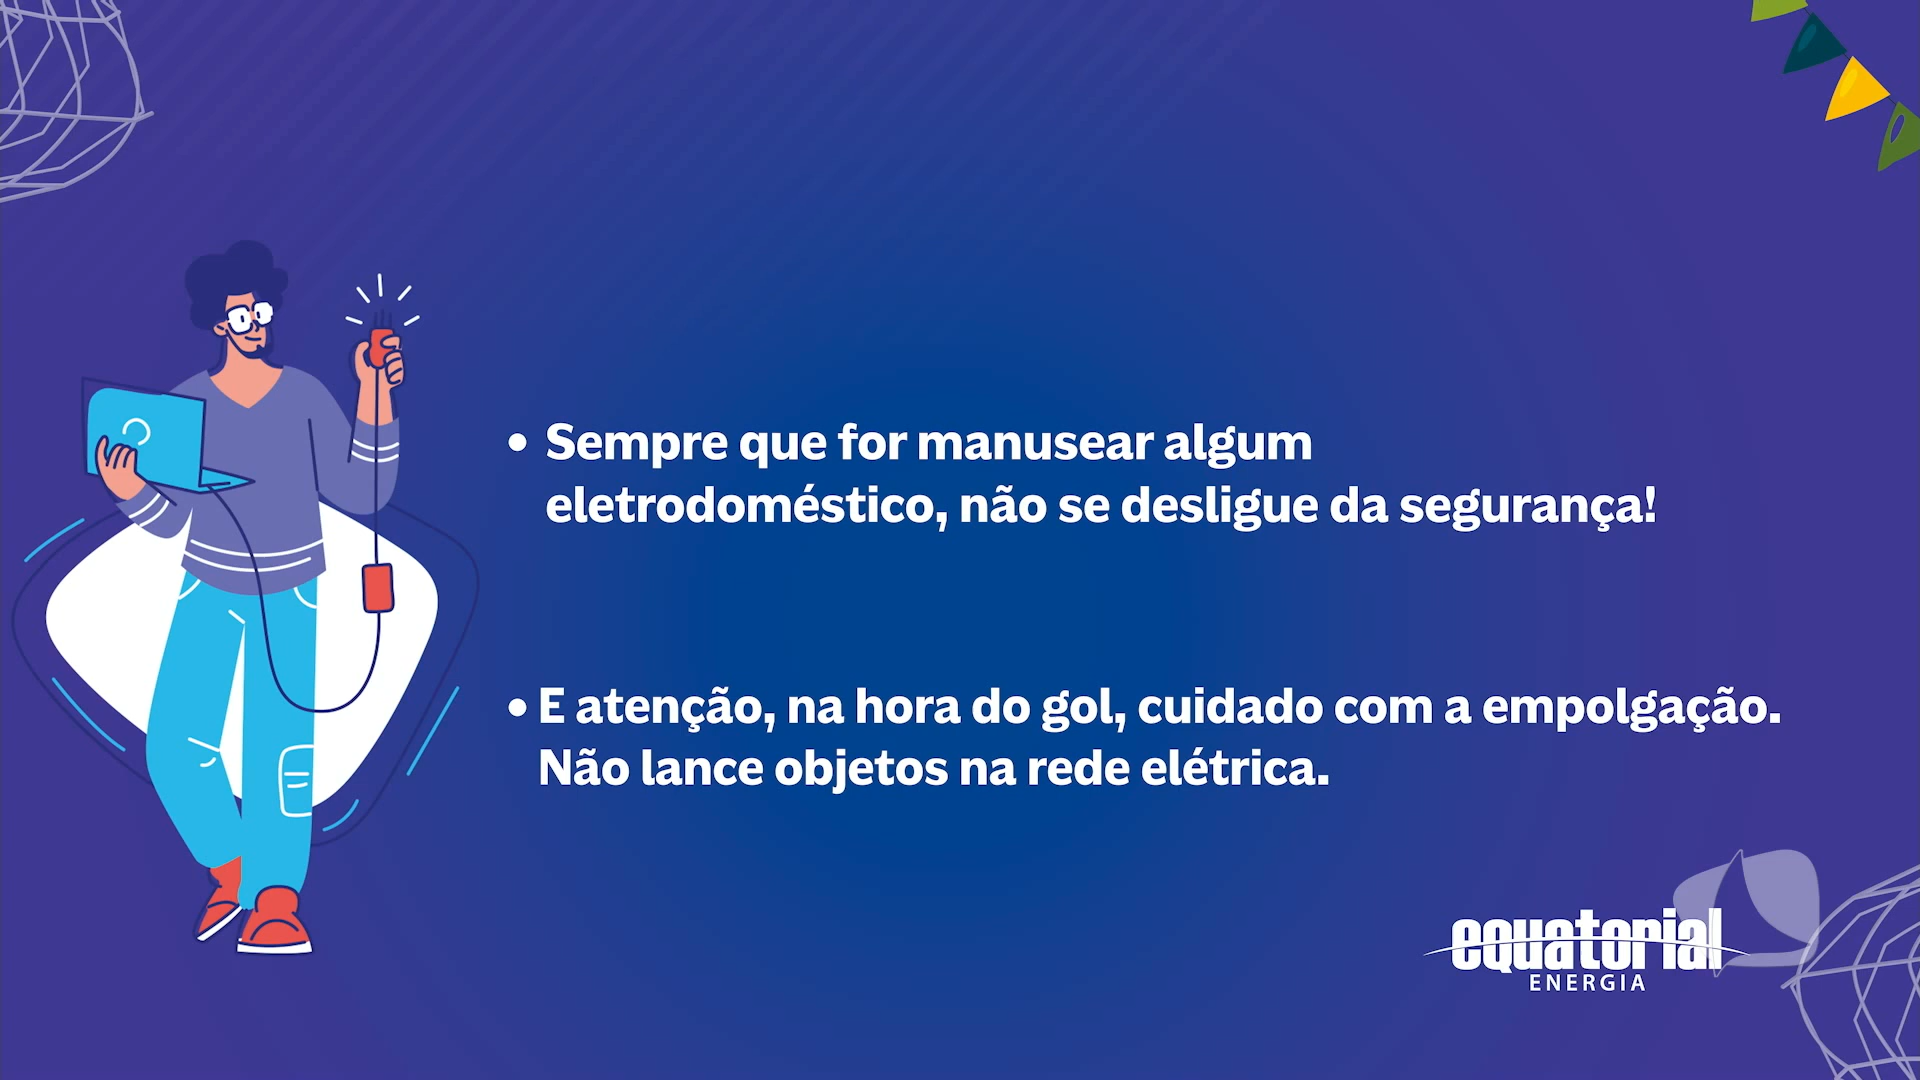 • Sempre que for manusear algum
eletrodoméstico, não se desligue da segurança!
• E atenção, na hora do gol, cuidado com a empolgação.
Não lance objetos na rede elétrica.
equatorial
ENERGIA